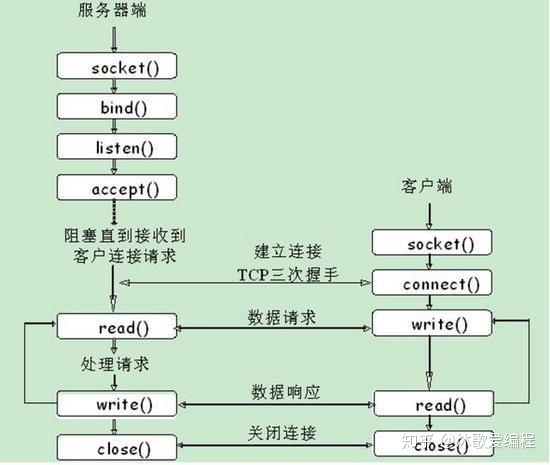 服务器端
socket()
bind()
listen()
accept()
阻塞直到接收到
客户连接请求
客户端
socket()
建立连接
TCP三次握手
connect()
read()
数据请求
write()
处理请求
write()
数据响应
read()
close()
关闭连接
close()
知乎 @林歌爱编程